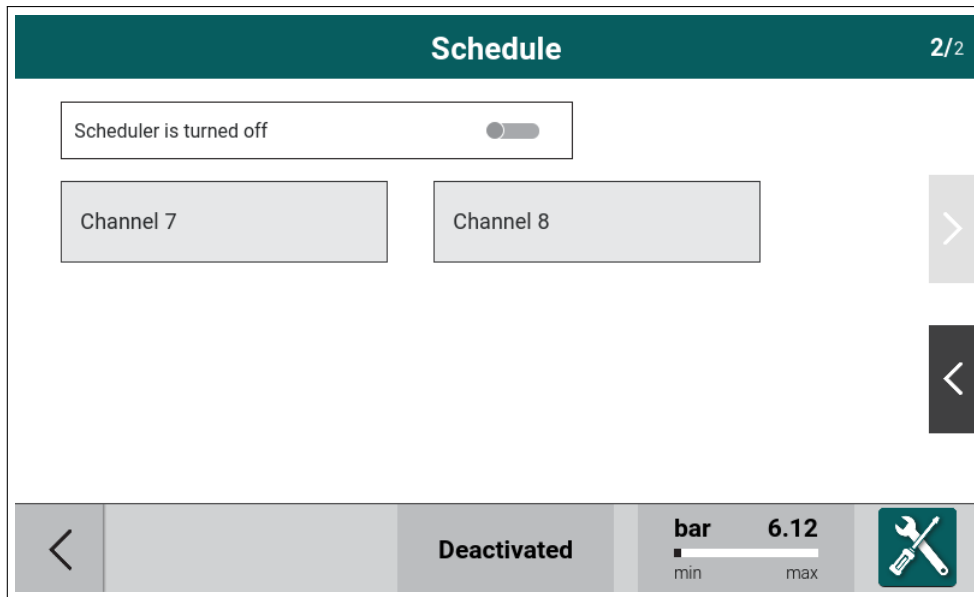 Schedule 2/2
Scheduler is turned off
Channel 7 Channel 8
Deactivated
bar 6.12
min max